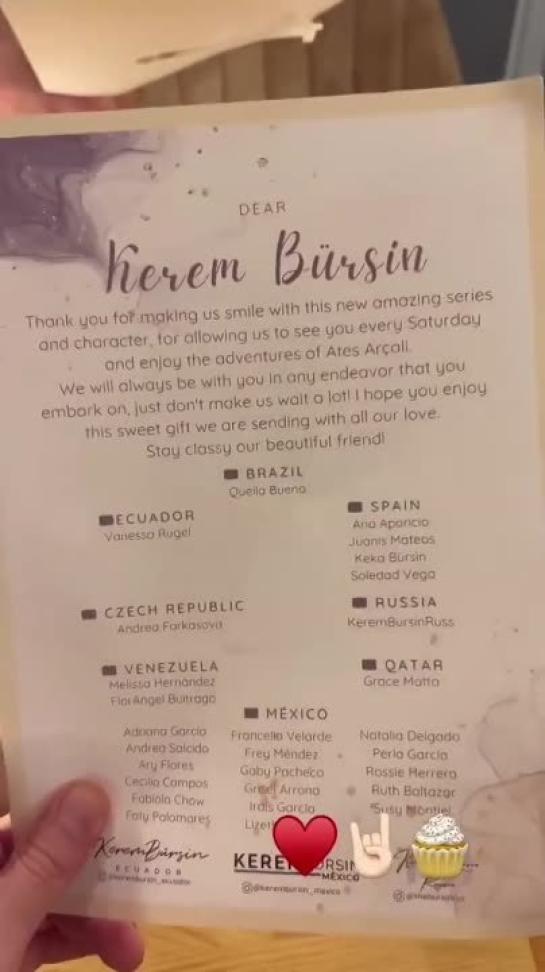 DEAR
Kerem Bürsin
Thank you for making us smile with this new amazing series
and character, for allowing us to see you every Saturday
and enjoy the adventures of Ates Arçali.
We will always be with you in any endeavor that you
embark on, just don't make us wait a lot! I hope you enjoy
this sweet gift we are sending with all our love.
Stay classy our beautiful friend!
BRAZIL
Queila Bueno
ECUADOR
Vanessa Rugel
SPAIN
Ana Aparicio
Juanis Mateos
Keka Bürsin
Soledad Vega
CZECH REPUBLIC
Andrea Farkasova
RUSSIA
KeremBursinRuss
VENEZUELA
Melissa Hernández
FlorAngel Buitrago
QATAR
Grace Matta
MÉXICO
Adriana García
Andrea Salcido
Ary Flores
Cecilia Campos
Fabiola Chow
Faty Palomares
Francella Velarde
Frey Méndez
Gaby Pacheco
Arrona
Irais García
Natalia Delgado
Perla García
Rossie Herrera
Ruth Baltazar
Susy Montiel
KeremBürsin
ECUADOR
@kerembursin_ecuador
MÉXICO
@kerembursin_mexico